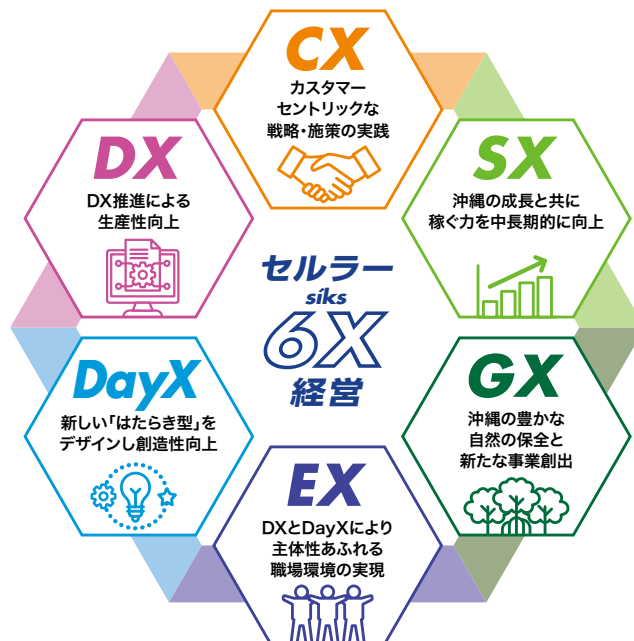 CX
カスタマー
セントリックな
戦略・施策の実践
DX
DX推進による
生産性向上
SX
沖縄の成長と共に
稼ぐ力を中長期的に向上
セルラー
síks
6X
経営
DayX
新しい「はたらき型」を
デザインし創造性向上
GX
沖縄の豊かな
自然の保全と
新たな事業創出
EX
DXとDayXにより
主体性あふれる
職場環境の実現